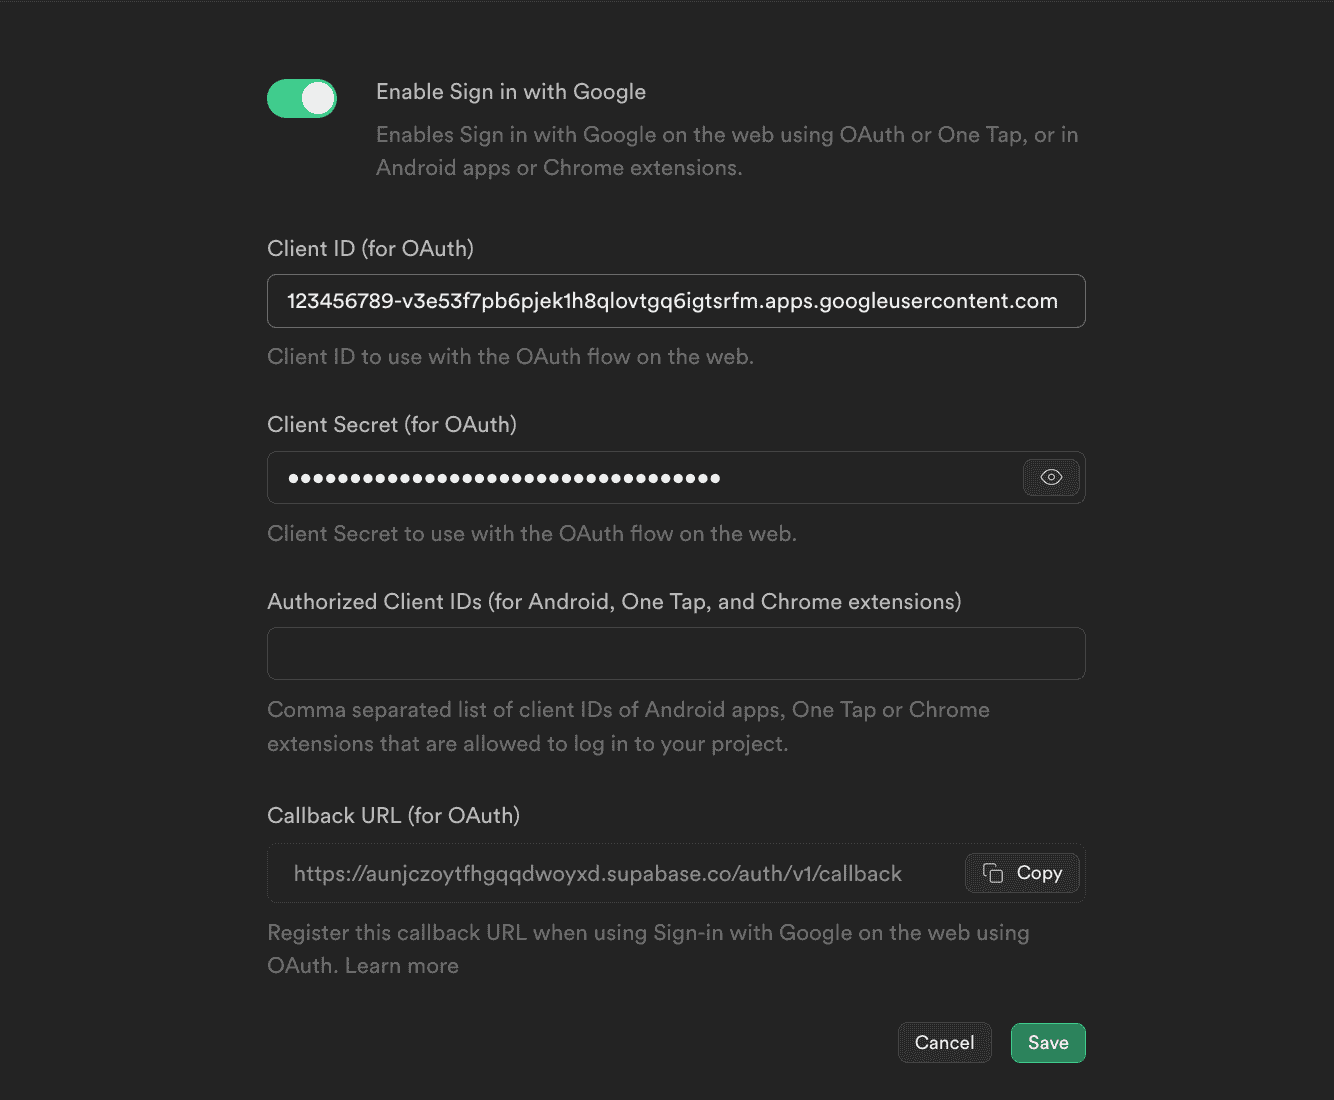 Enable Sign in with Google
Enables Sign in with Google on the web using OAuth or One Tap, or in
Android apps or Chrome extensions.
Client ID (for OAuth)
123456789-v3e53f7pb6pjek1h8qlovtgq6igtsrfm.apps.googleusercontent.com
Client ID to use with the OAuth flow on the web.
Client Secret (for OAuth)
•••••••••••••••••••••••••••••••••••
Client Secret to use with the OAuth flow on the web.
Authorized Client IDs (for Android, One Tap, and Chrome extensions)
Comma separated list of client IDs of Android apps, One Tap or Chrome
extensions that are allowed to log in to your project.
Callback URL (for OAuth)
https://aunjczoytfhgqqdwoyxd.supabase.co/auth/v1/callback
Copy
Register this callback URL when using Sign-in with Google on the web using
OAuth. Learn more
Cancel
Save